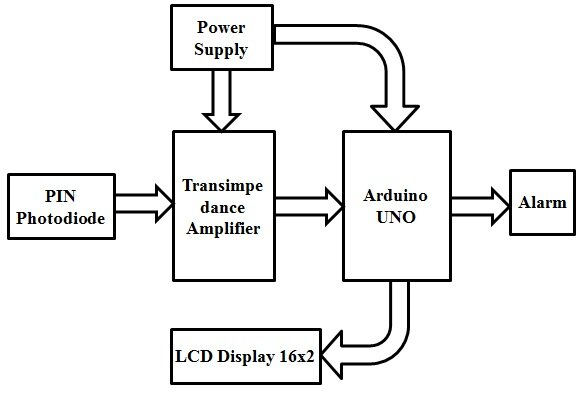 Power
Supply
PIN
Photodiode
Transimpe
dance
Amplifier
Arduino
UNO
Alarm
LCD Display 16x2